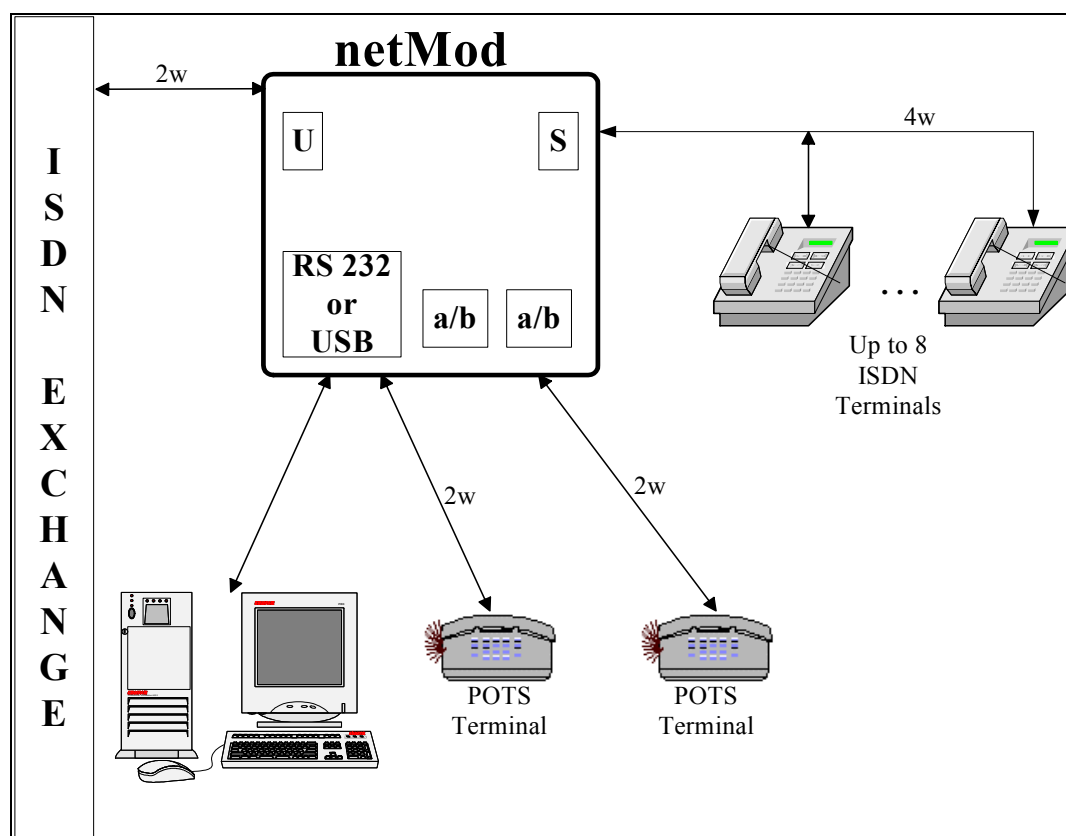 netMod
2w
U
S
4w
I
S
D
N
E
X
C
H
A
N
G
E
RS 232
or
USB
a/b
a/b
...
Up to 8
ISDN
Terminals
2w
2w
POTS
Terminal
POTS
Terminal